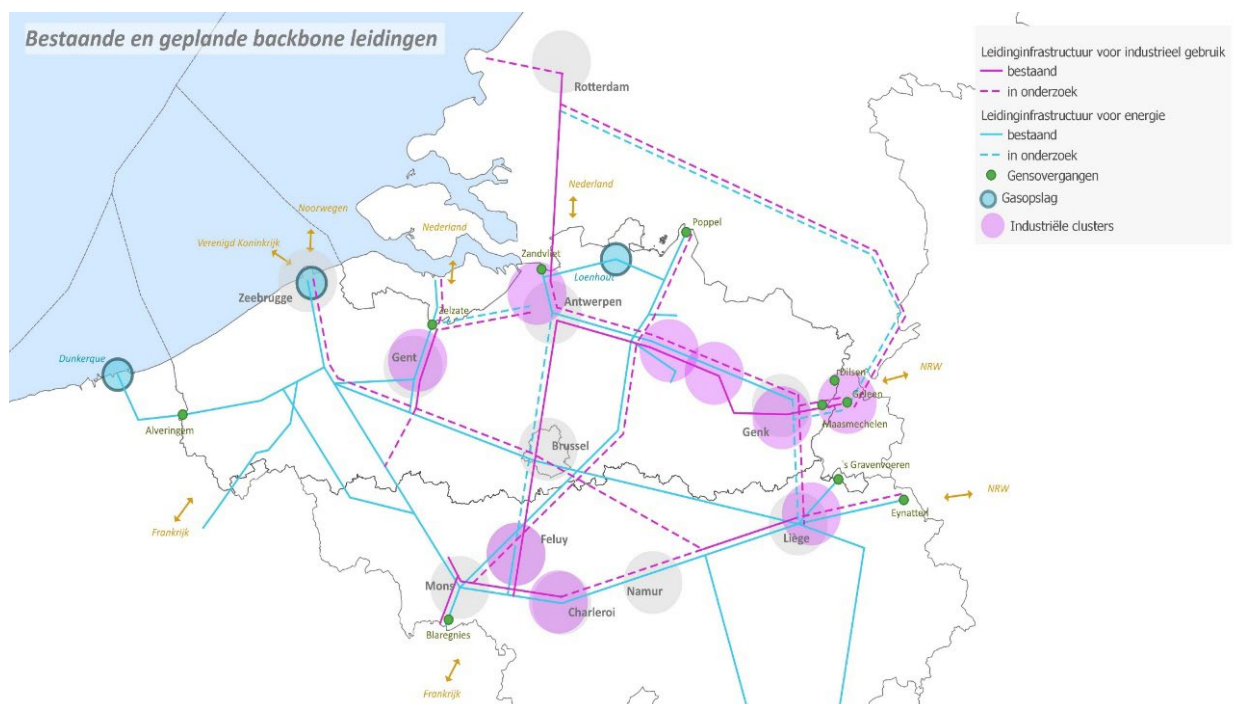 Bestaande en geplande backbone leidingen
Leidinginfrastructuur voor industrieel gebruik
bestaand
in onderzoek
Leidinginfrastructuur voor energie
bestaand
in onderzoek
Gensovergangen
Gasopslag
Industriële clusters
Rotterdam
Nederland
Noorwegen
Nederland
Verenigd Koninkrijk
Poppel
Zandvliet
Loenhout
Zeebrugge
Antwerpen
Zelzate
Dunkerque
Gent
NRW
Dilsen
Geleen
Alveringem
Maasmechelen
Genk
Brussel
's Gravenvoeren
NRW
Eynatten
Frankrijk
Feluy
Liège
Mons
Namur
Charleroi
Blaregnies
Frankrijk